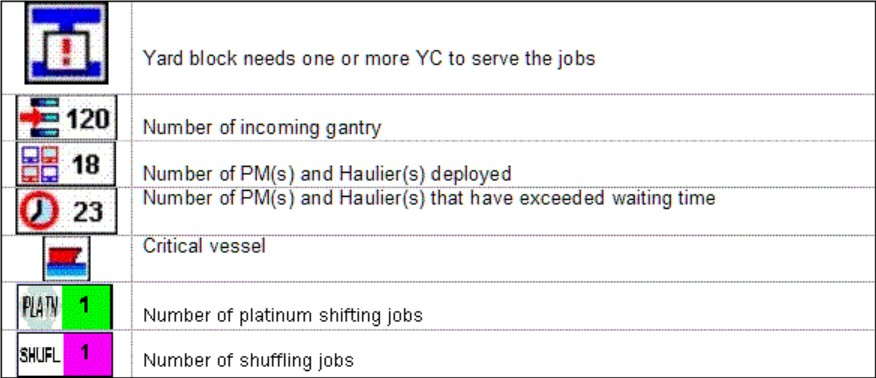 !
Yard block needs one or more YC to serve the jobs
120
Number of incoming gantry
18
Number of PM(s) and Haulier(s) deployed
23
Number of PM(s) and Haulier(s) that have exceeded waiting time
Critical vessel
PLATN 1
Number of platinum shifting jobs
SHUFL 1
Number of shuffling jobs